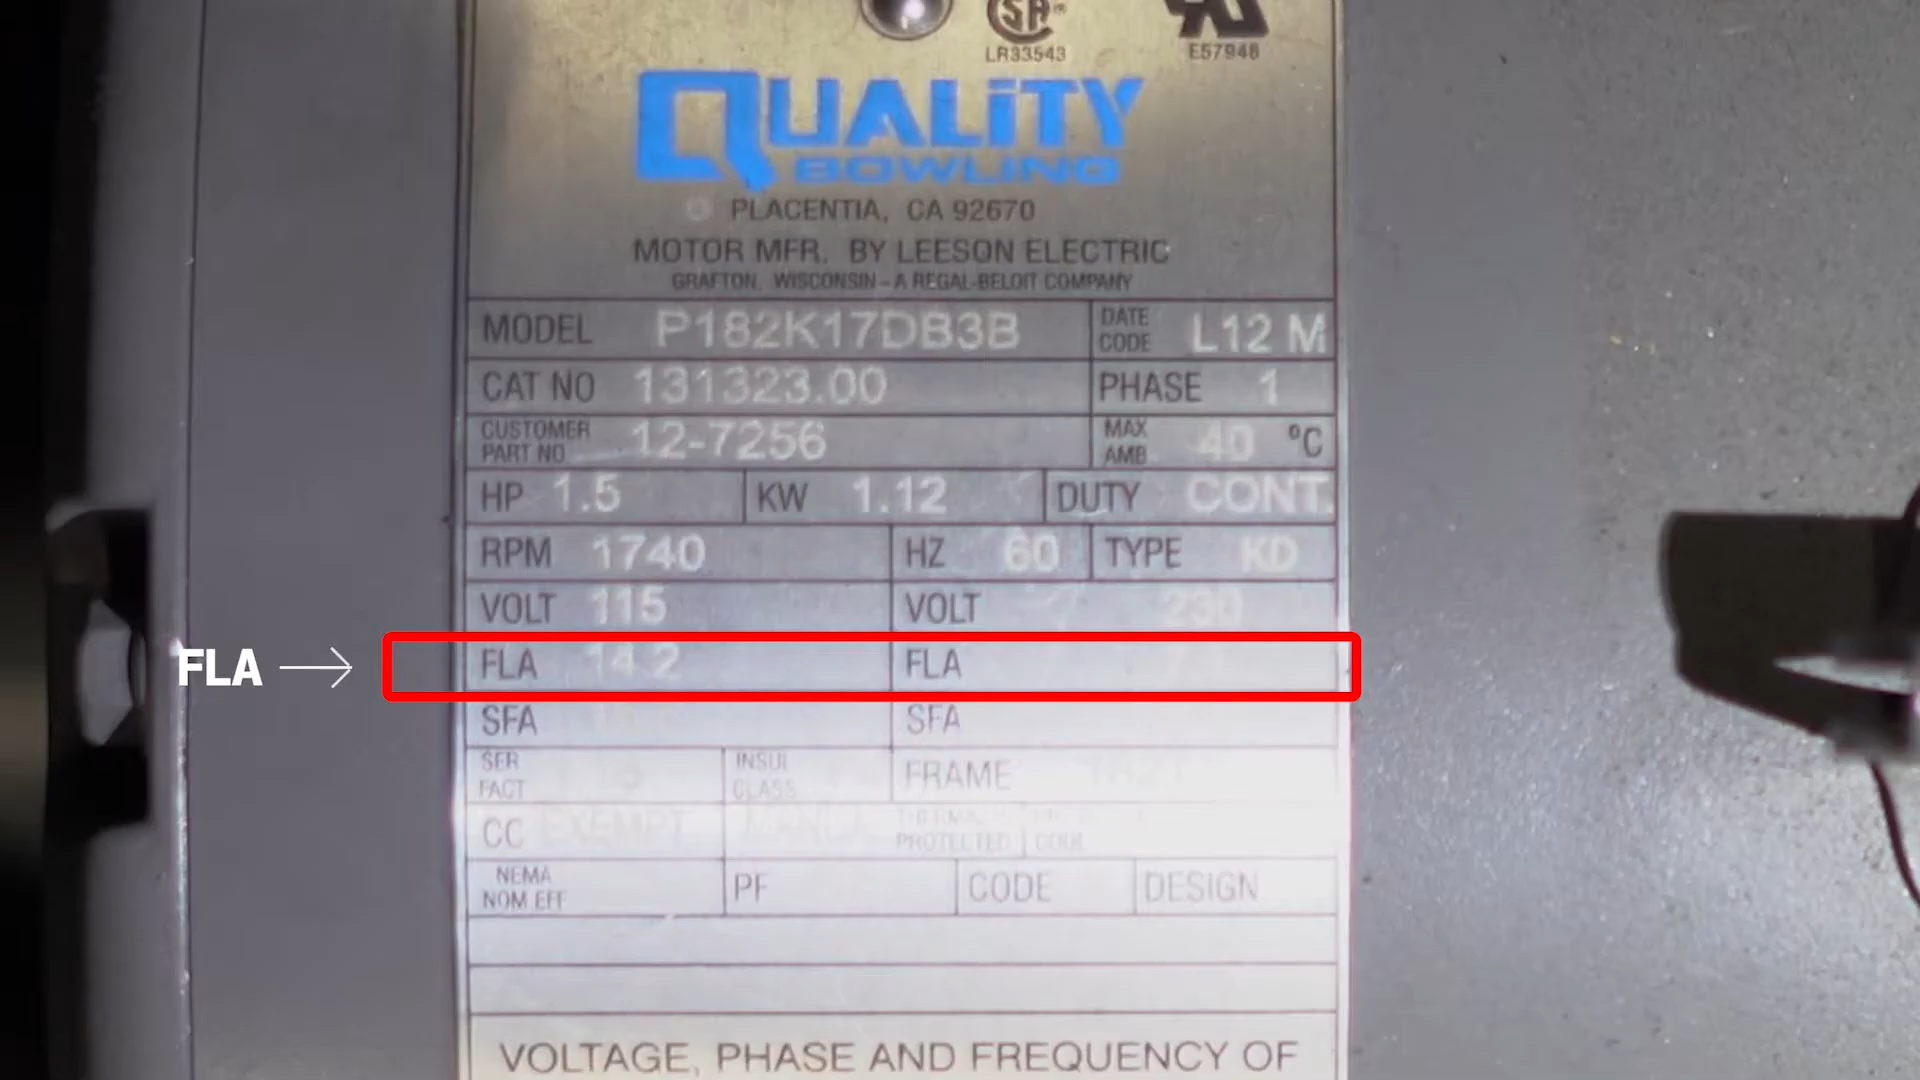 CSA®
LR33543
E57948
QUALiTY
BOWLING
PLACENTIA, CA 92670
MOTOR MFR. BY LEESON ELECTRIC
GRAFTON, WISCONSIN – A REGAL-BELOIT COMPANY
MODEL P182K17DB3B DATE CODE L12 M
CAT NO 131323.00 PHASE 1
CUSTOMER PART NO 12-7256 MAX AMB 40 °C
HP 1.5 KW 1.12 DUTY CONT.
RPM 1740 HZ 60 TYPE KD
VOLT 115 VOLT 230
FLA FLA 14.2 FLA
SFA SFA
SER FACT INSUL CLASS FRAME
CC EXEMPT PROTECTED
NEMA NOM EFF PF CODE DESIGN
VOLTAGE, PHASE AND FREQUENCY OF